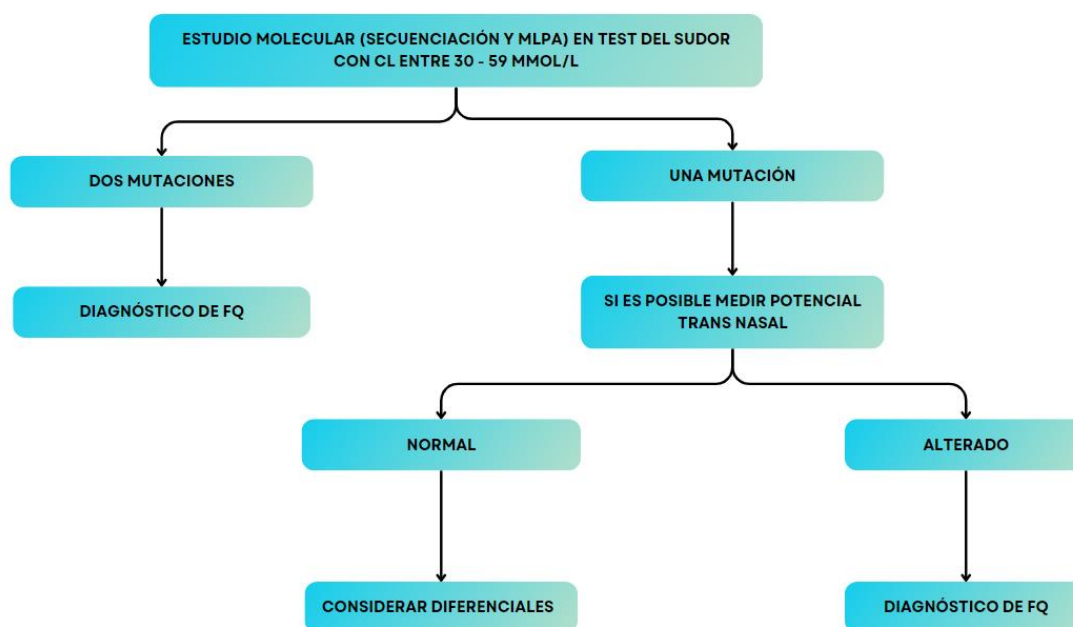 ESTUDIO MOLECULAR (SECUENCIACIÓN Y MLPA) EN TEST DEL SUDOR
CON CL ENTRE 30 - 59 MMOL/L
DOS MUTACIONES
UNA MUTACIÓN
DIAGNÓSTICO DE FQ
SI ES POSIBLE MEDIR POTENCIAL
TRANS NASAL
NORMAL
ALTERADO
CONSIDERAR DIFERENCIALES
DIAGNÓSTICO DE FQ